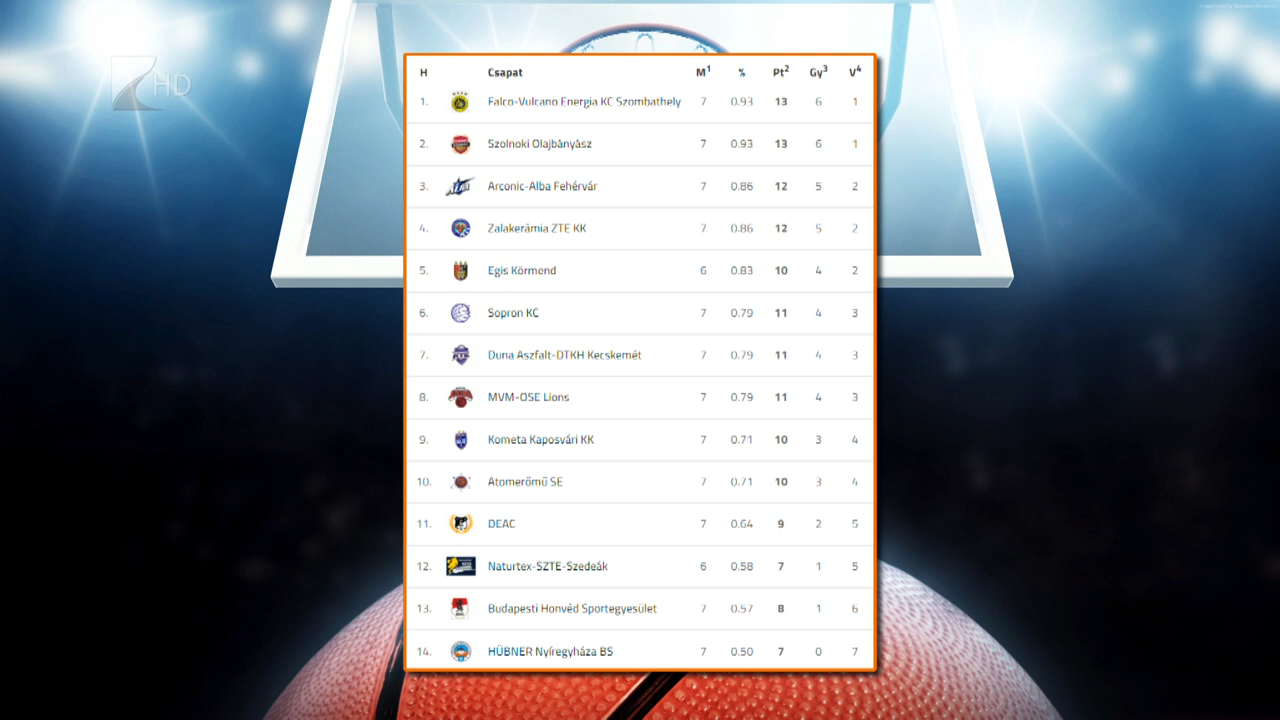 HD
H Csapat M1 % Pt2 Gy3 V4
1. Falco-Vulcano Energia KC Szombathely 7 0.93 13 6 1
2. Szolnoki Olajbányász 7 0.93 13 6 1
3. Arconic-Alba Fehérvár 7 0.86 12 5 2
4. Zalakerámia ZTE KK 7 0.86 12 5 2
5. Egis Körmend 6 0.83 10 4 2
6. Sopron KC 7 0.79 11 4 3
7. Duna Aszfalt-DTKH Kecskemét 7 0.79 11 4 3
8. MVM-OSE Lions 7 0.79 11 4 3
9. Kometa Kaposvári KK 7 0.71 10 3 4
10. Atomerőmű SE 7 0.71 10 3 4
11. DEAC 7 0.64 9 2 5
12. Naturtex-SZTE-Szedeák 6 0.58 7 1 5
13. Budapesti Honvéd Sportegyesület 7 0.57 8 1 6
14. HÜBNER Nyíregyháza BS 7 0.50 7 0 7